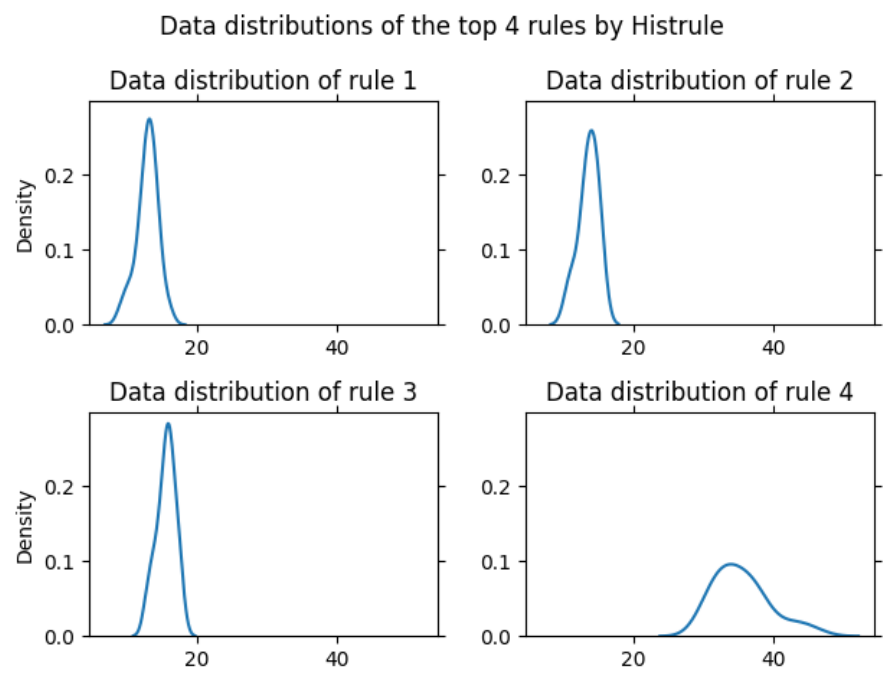 Data distributions of the top 4 rules by Histrule
Data distribution of rule 1
Data distribution of rule 2
Density
0.2
0.1
0.0
20
40
0.2
0.1
0.0
20
40
Data distribution of rule 3
Data distribution of rule 4
Density
0.2
0.1
0.0
20
40
0.2
0.1
0.0
20
40